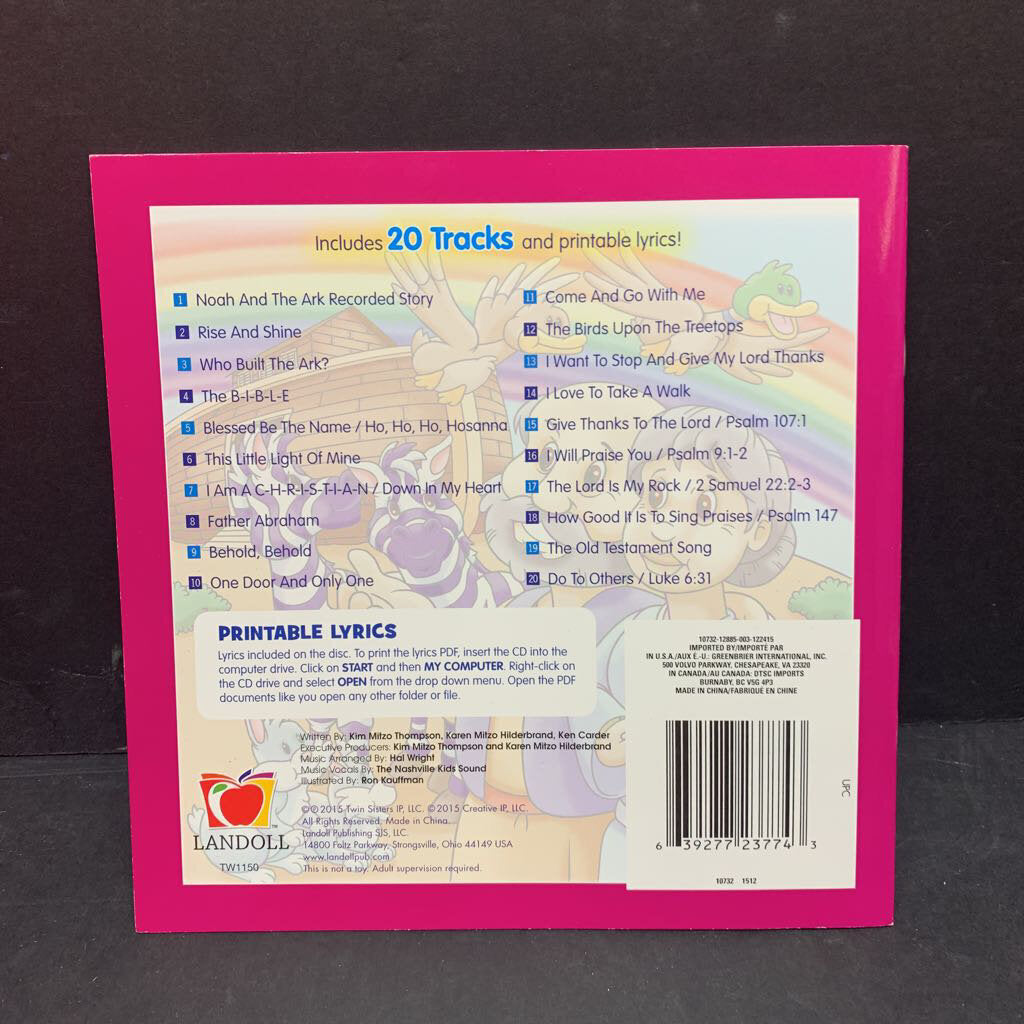 Includes 20 Tracks and printable lyrics!
1 Noah And The Ark Recorded Story
2 Rise And Shine
3 Who Built The Ark?
4 The B-I-B-L-E
5 Blessed Be The Name / Ho, Ho, Ho, Hosanna
6 This Little Light Of Mine
7 I Am A C-H-R-I-S-T-I-A-N / Down In My Heart
8 Father Abraham
9 Behold, Behold
10 One Door And Only One
11 Come And Go With Me
12 The Birds Upon The Treetops
13 I Want To Stop And Give My Lord Thanks
14 I Love To Take A Walk
15 Give Thanks To The Lord / Psalm 107:1
16 I Will Praise You / Psalm 9:1-2
17 The Lord Is My Rock / 2 Samuel 22:2-3
18 How Good It Is To Sing Praises / Psalm 147
19 The Old Testament Song
20 Do To Others / Luke 6:31
PRINTABLE LYRICS
Lyrics included on the disc. To print the lyrics PDF, insert the CD into the
computer drive. Click on START and then MY COMPUTER. Right-click on
the CD drive and select OPEN from the drop down menu. Open the PDF
documents like you open any other folder or file.
Written By: Kim Mitzo Thompson, Karen Mitzo Hilderbrand, Ken Carder
Executive Producers: Kim Mitzo Thompson and Karen Mitzo Hilderbrand
Music Arranged By: Hal Wright
Music Vocals By: The Nashville Kids Sound
Illustrated By: Ron Kauffman
LANDOLL
TM
TW1150
©℗ 2015 Twin Sisters IP, LLC. © 2015 Creative IP, LLC.
All Rights Reserved. Made in China.
Landoll Publishing SJS, LLC.
14800 Foltz Parkway, Strongsville, Ohio 44149 USA
www.landollpub.com
This is not a toy. Adult supervision required.
10732-12885-003-122415
IMPORTED BY/IMPORTÉ PAR
IN U.S.A./AUX É.-U.: GREENBRIER INTERNATIONAL, INC.
500 VOLVO PARKWAY, CHESAPEAKE, VA 23320
IN CANADA/AU CANADA: DTSC IMPORTS
BURNABY, BC V5G 4P3
MADE IN CHINA/FABRIQUÉ EN CHINE
UPC
6 39277 23774 3
10732 1512